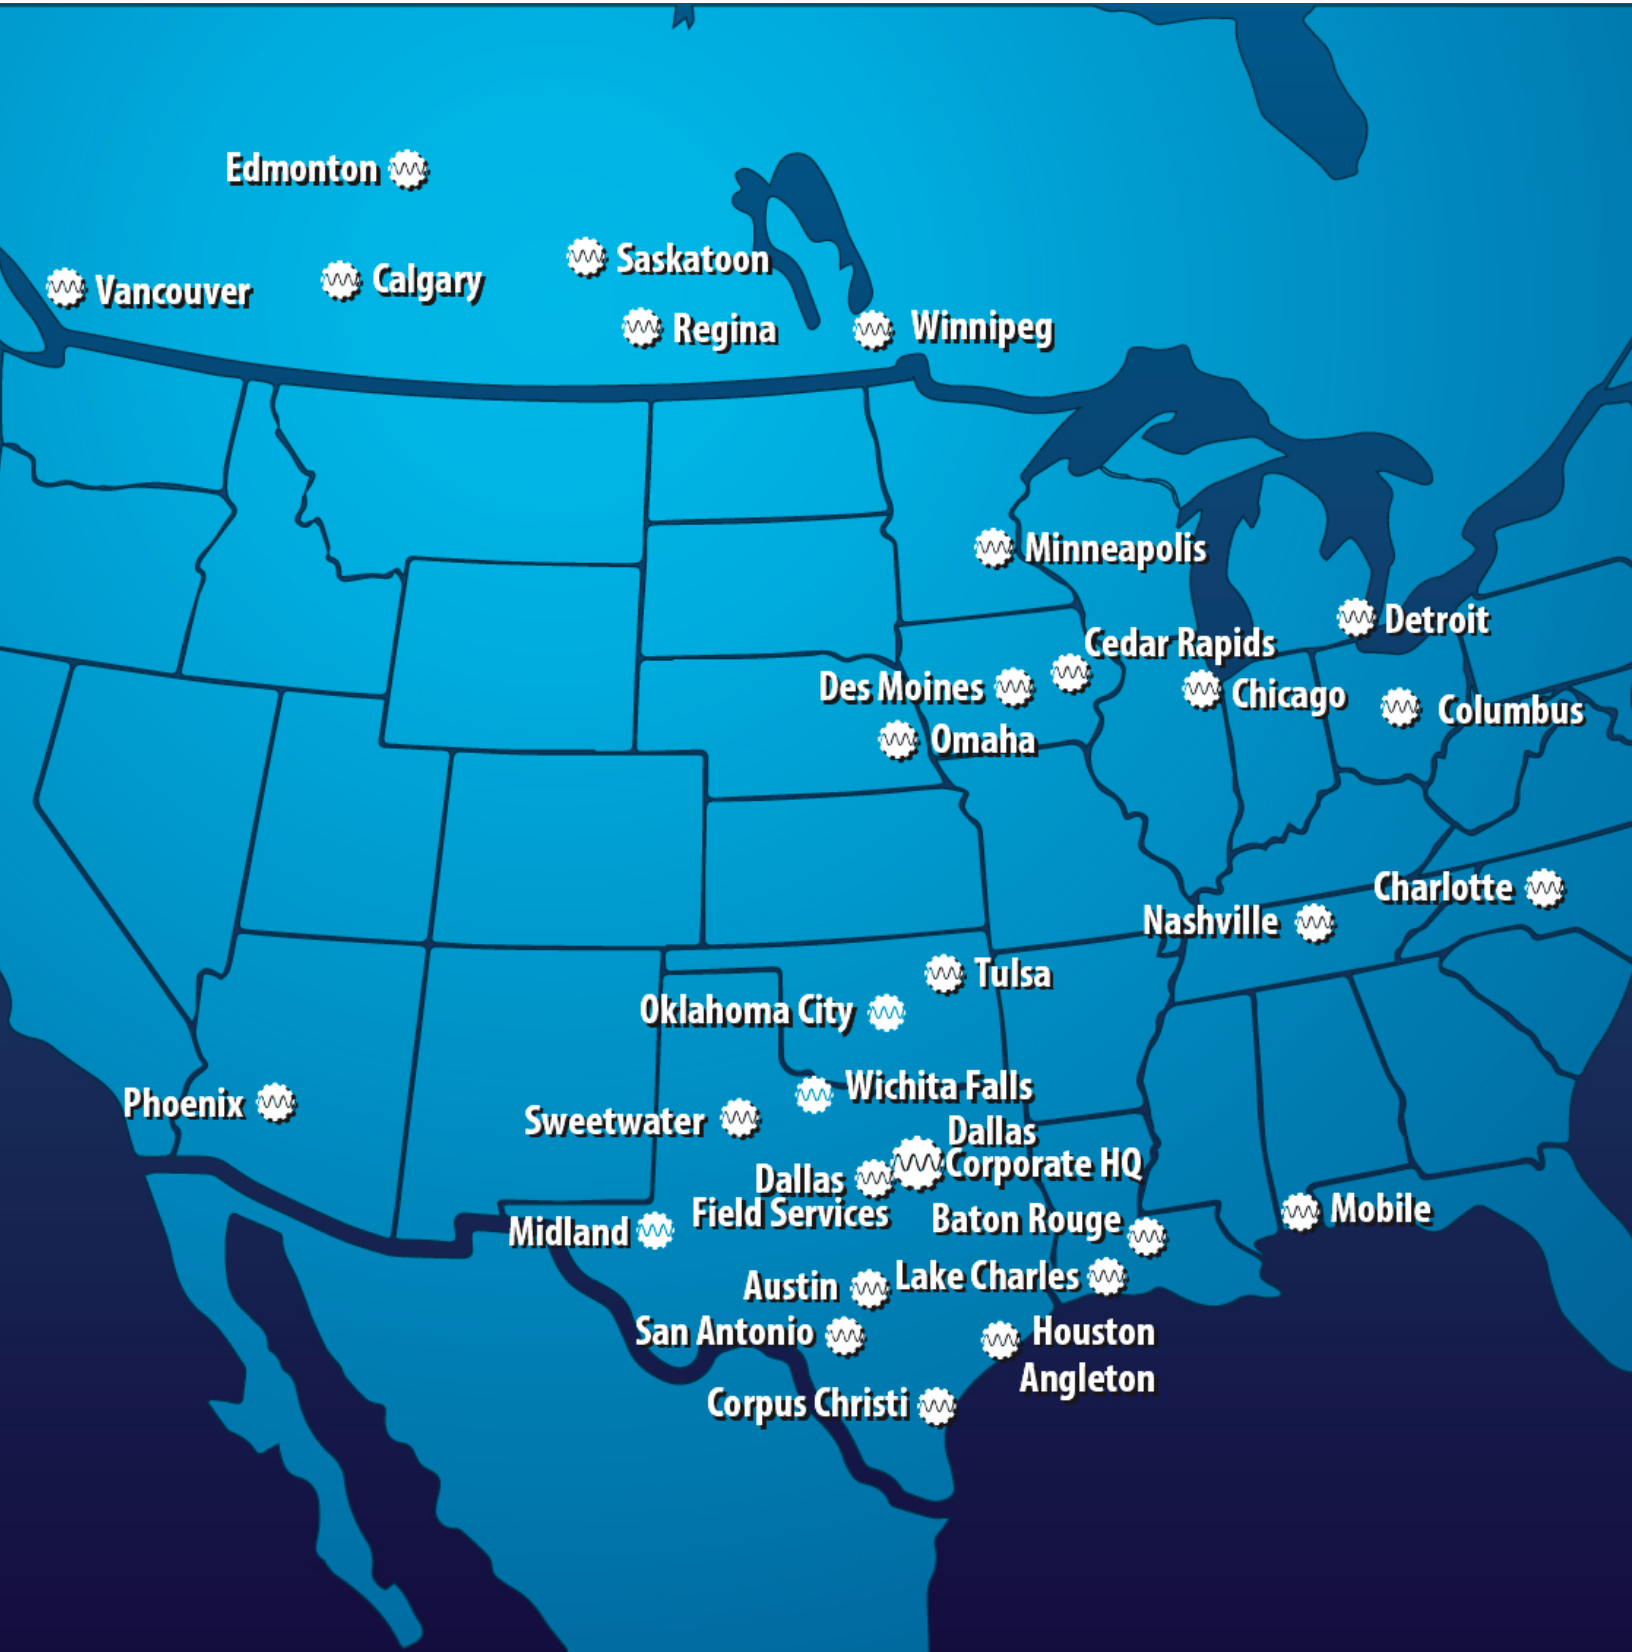 Edmonton
Saskatoon
Vancouver
Calgary
Regina
Winnipeg
Minneapolis
Detroit
Cedar Rapids
Des Moines
Chicago
Columbus
Omaha
Charlotte
Nashville
Tulsa
Oklahoma City
Wichita Falls
Phoenix
Sweetwater
Dallas
Corporate HQ
Dallas
Field Services
Midland
Baton Rouge
Mobile
Lake Charles
Austin
San Antonio
Houston
Angleton
Corpus Christi